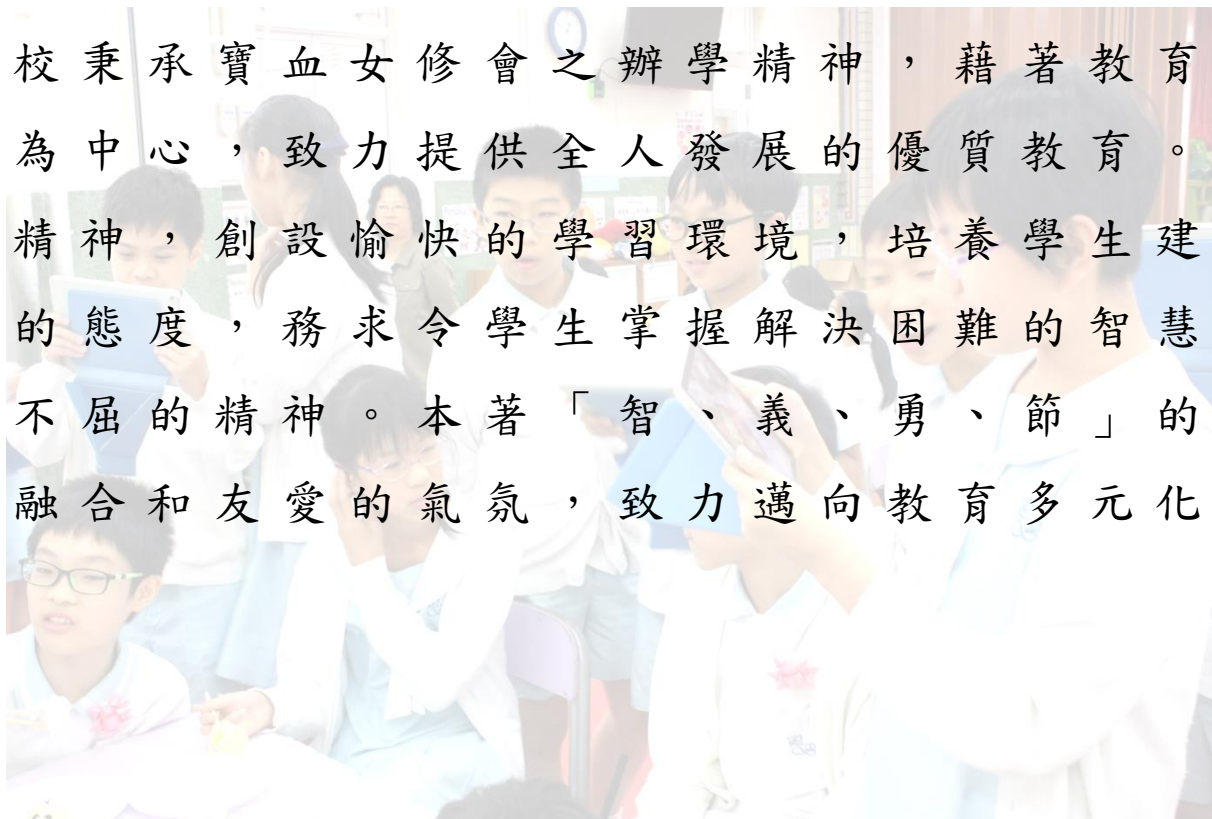 校秉承寶血女修會之辦學精神，藉著教育
為中心，致力提供全人發展的優質教育。
精神，創設愉快的學習環境，培養學生建
的態度，務求令學生掌握解決困難的智慧
不屈的精神。本著「智、義、勇、節」的
融合和友愛的氣氛，致力邁向教育多元化